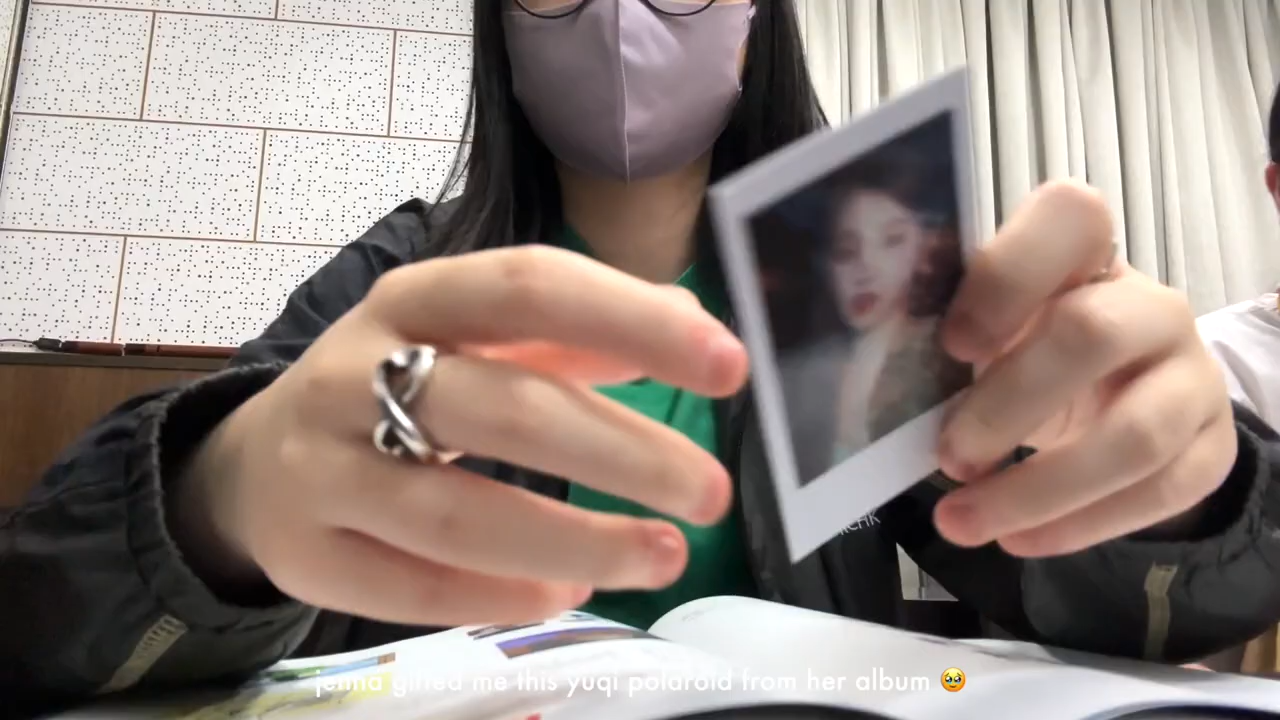 jenna gifted me this yuqi polaroid from her album 🥹